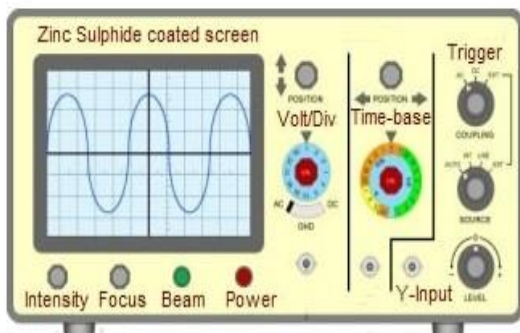 Zinc Sulphide coated screen
POSITION
Volt/Div
AC
DC
GND
POSITION
Time-base
Trigger
AC
DC
EXT
COUPLING
AUTO
INT
LINE
EXT
SOURCE
LEVEL
Intensity
Focus
Beam
Power
Y-Input